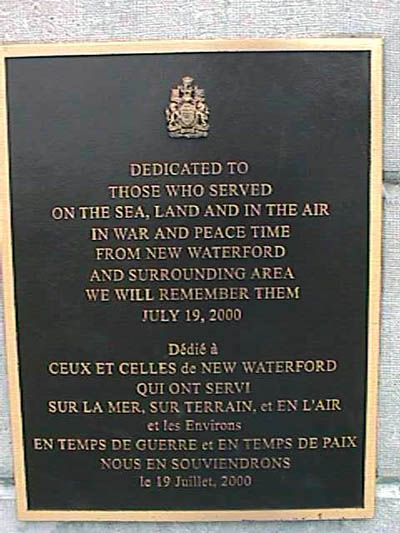 DEDICATED TO
THOSE WHO SERVED
ON THE SEA, LAND AND IN THE AIR
IN WAR AND PEACE TIME
FROM NEW WATERFORD
AND SURROUNDING AREA
WE WILL REMEMBER THEM
JULY 19, 2000
Dédié à
CEUX ET CELLES de NEW WATERFORD
QUI ONT SERVI
SUR LA MER, SUR TERRAIN, et EN L'AIR
et les Environs
EN TEMPS DE GUERRE et EN TEMPS DE PAIX
NOUS EN SOUVIENDRONS
le 19 Juillet, 2000